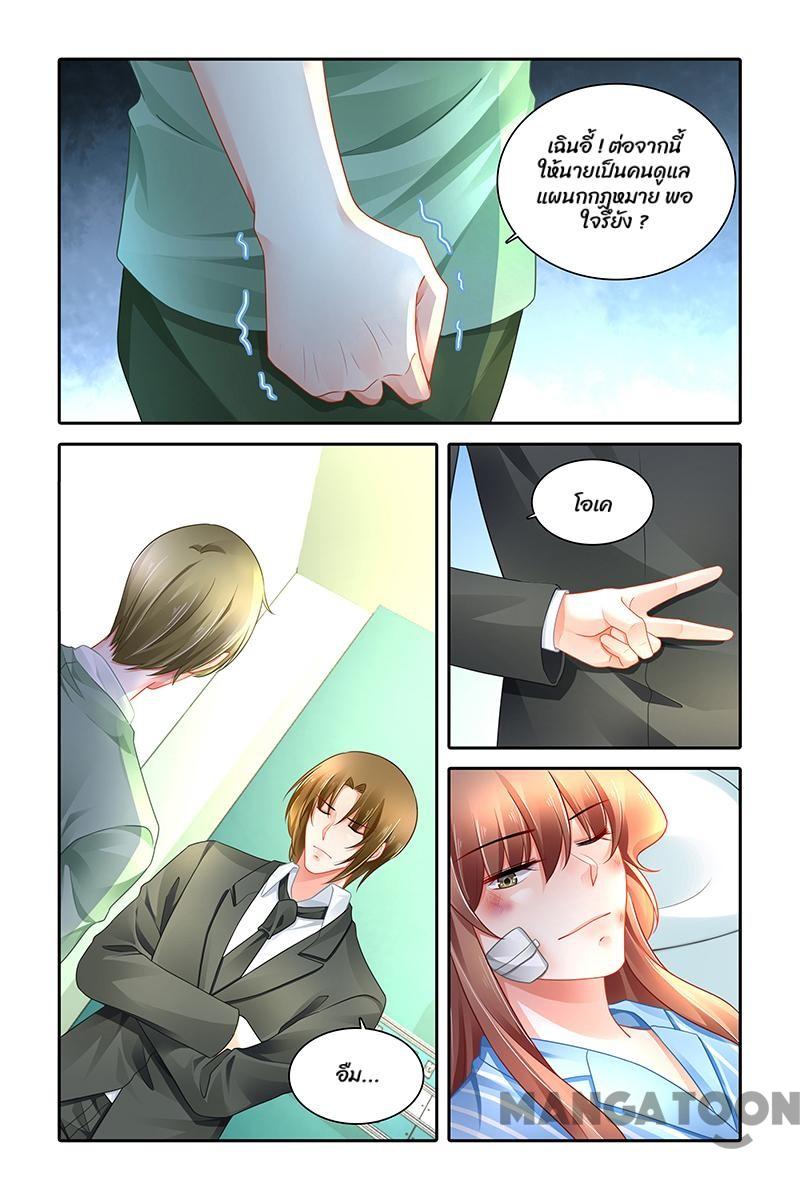 เฉินอี้ ! ต่อจากนี้
ให้นายเป็นคนดูแล
แผนกกฎหมาย พอ
ใจรึยัง ?
โอเค
อืม...
MANGATOON